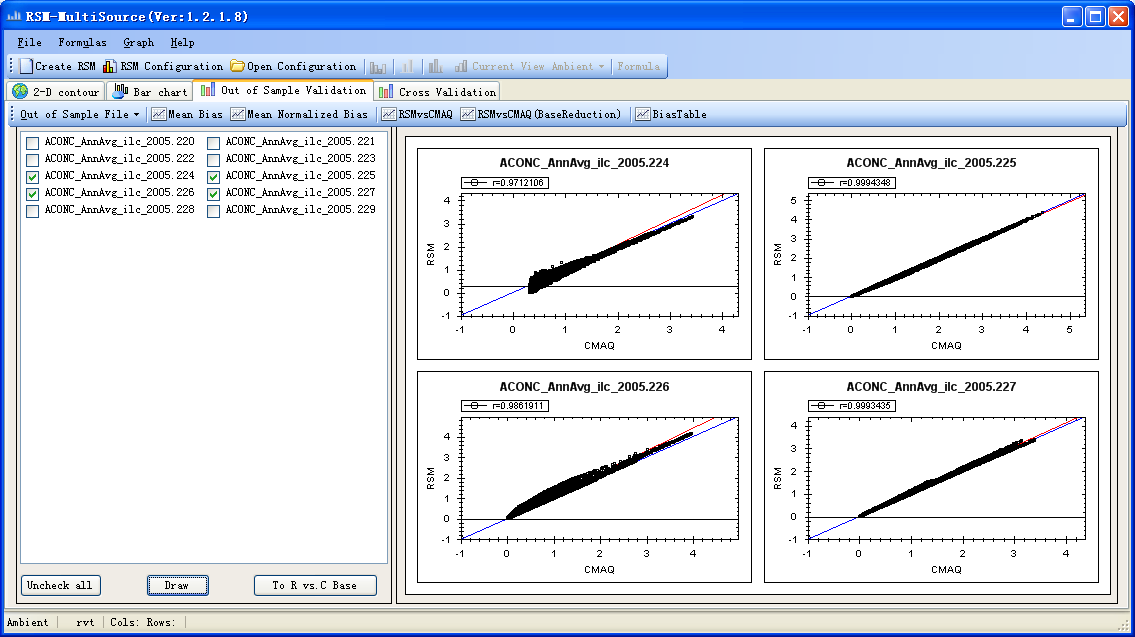 RSM-MultiSource(Ver:1.2.1.8)
File Formulas Graph Help
Create RSM RSM Configuration Open Configuration Current View Ambient Formula
2-D contour Bar chart Out of Sample Validation Cross Validation
Out of Sample File Mean Bias Mean Normalized Bias RSMvsCMAQ RSMvsCMAQ(BaseReduction) BiasTable
ACONC_AnnAvg_ilc_2005.220 ACONC_AnnAvg_ilc_2005.221
ACONC_AnnAvg_ilc_2005.222 ACONC_AnnAvg_ilc_2005.223
ACONC_AnnAvg_ilc_2005.224 ACONC_AnnAvg_ilc_2005.225
ACONC_AnnAvg_ilc_2005.226 ACONC_AnnAvg_ilc_2005.227
ACONC_AnnAvg_ilc_2005.228 ACONC_AnnAvg_ilc_2005.229
Uncheck all Draw To R vs.C Base
ACONC_AnnAvg_ilc_2005.224
r=0.9712106
4
3
2
1
0
-1
RSM
-1 0 1 2 3 4
CMAQ
ACONC_AnnAvg_ilc_2005.225
r=0.9994348
5
4
3
2
1
0
-1
RSM
-1 0 1 2 3 4 5
CMAQ
ACONC_AnnAvg_ilc_2005.226
r=0.9861911
4
3
2
1
0
-1
RSM
-1 0 1 2 3 4
CMAQ
ACONC_AnnAvg_ilc_2005.227
r=0.9993435
4
3
2
1
0
-1
RSM
-1 0 1 2 3 4
CMAQ
Ambient rvt Cols: Rows: